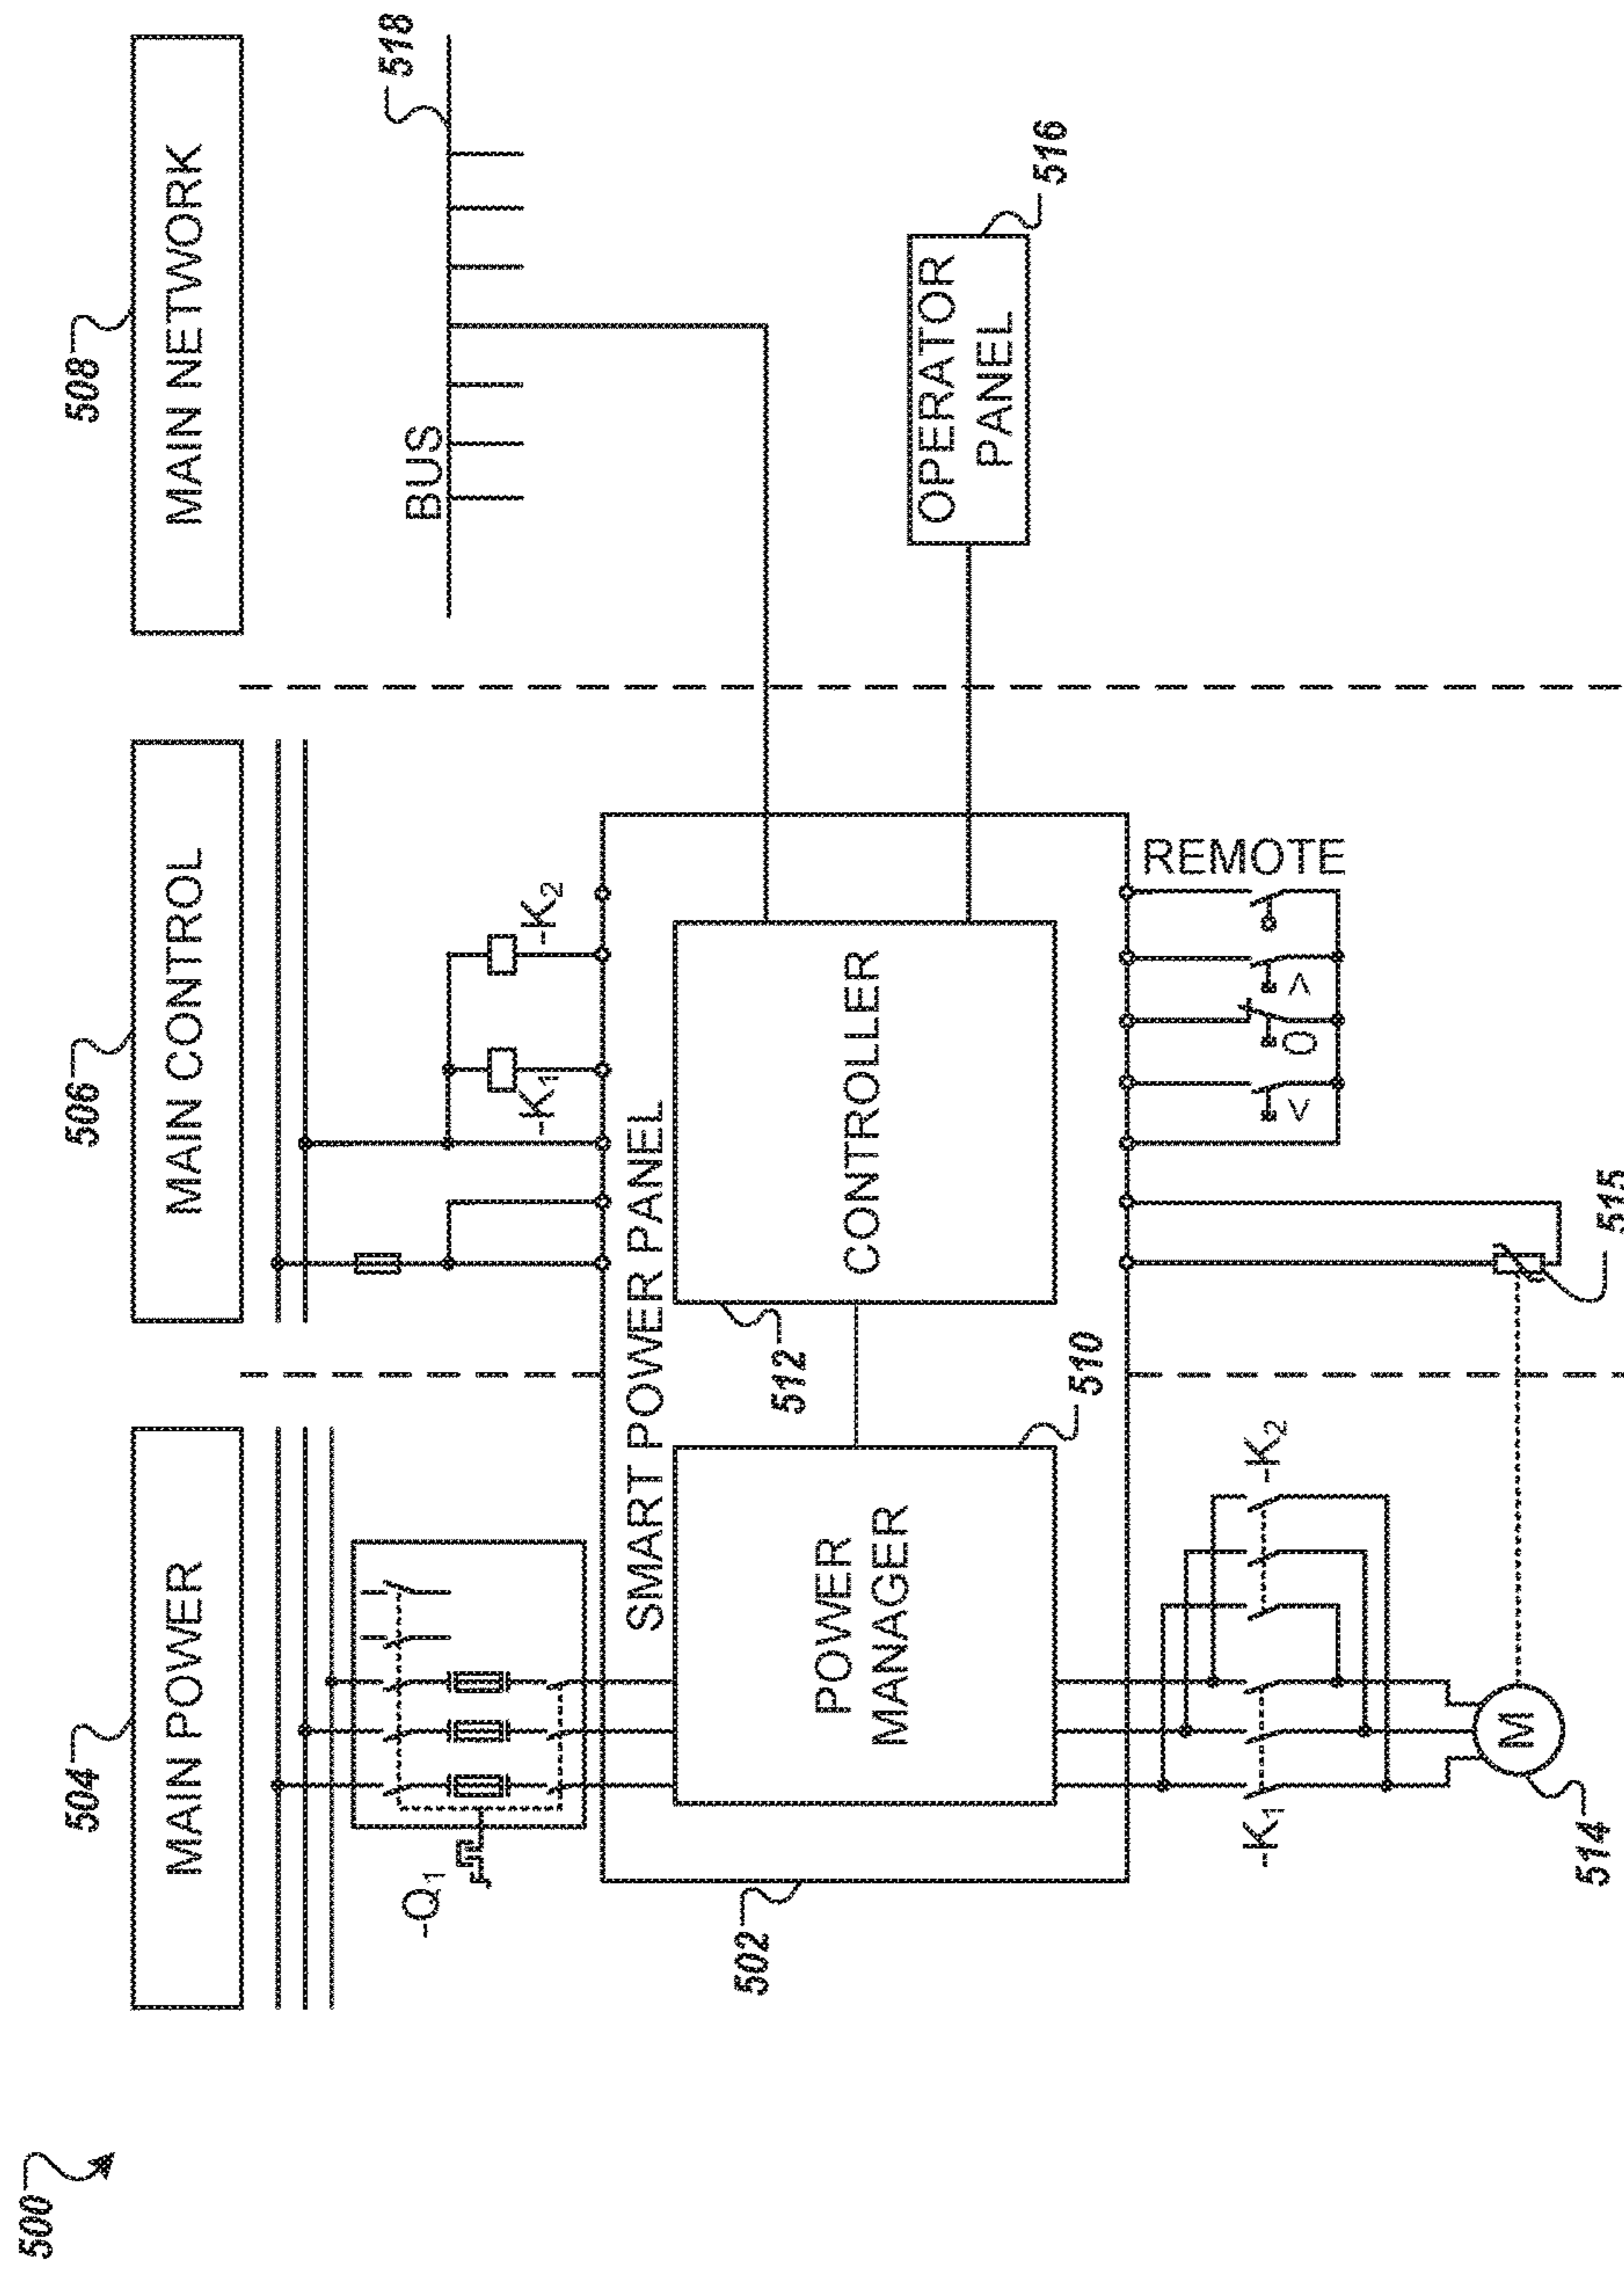 500
504
506
508
MAIN POWER
MAIN CONTROL
MAIN NETWORK
518
BUS
-Q1
-K1
-K2
SMART POWER PANEL
502
POWER
MANAGER
510
512
CONTROLLER
OPERATOR
PANEL
516
REMOTE
< 0 >
-K1
-K2
M
514
515